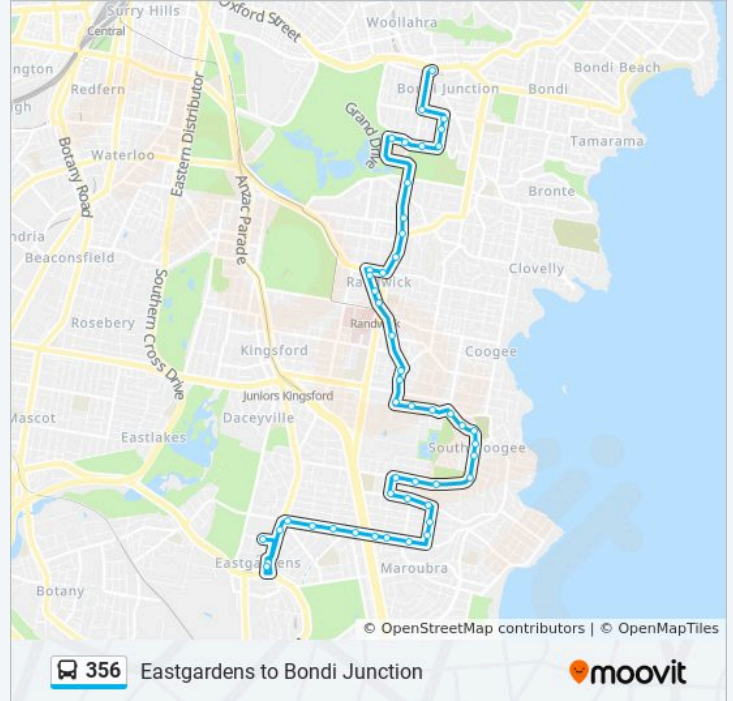 Surry Hills
Oxford Street
Woollahra
Central
Bondi Beach
ngton
Redfern
Bondi Junction
Bondi
gh
Grand Drive
Eastern Distributor
Botany Road
Tamarama
Waterloo
Anzac Parade
Bronte
ndria
Beaconsfield
Clovelly
Southern Cross Drive
Randwick
Rosebery
Randwick
Kingsford
Coogee
Juniors Kingsford
Mascot
Daceyville
Eastlakes
South Coogee
Eastgardens
Maroubra
Botany
© OpenStreetMap contributors | © OpenMapTiles
356 Eastgardens to Bondi Junction
moovit